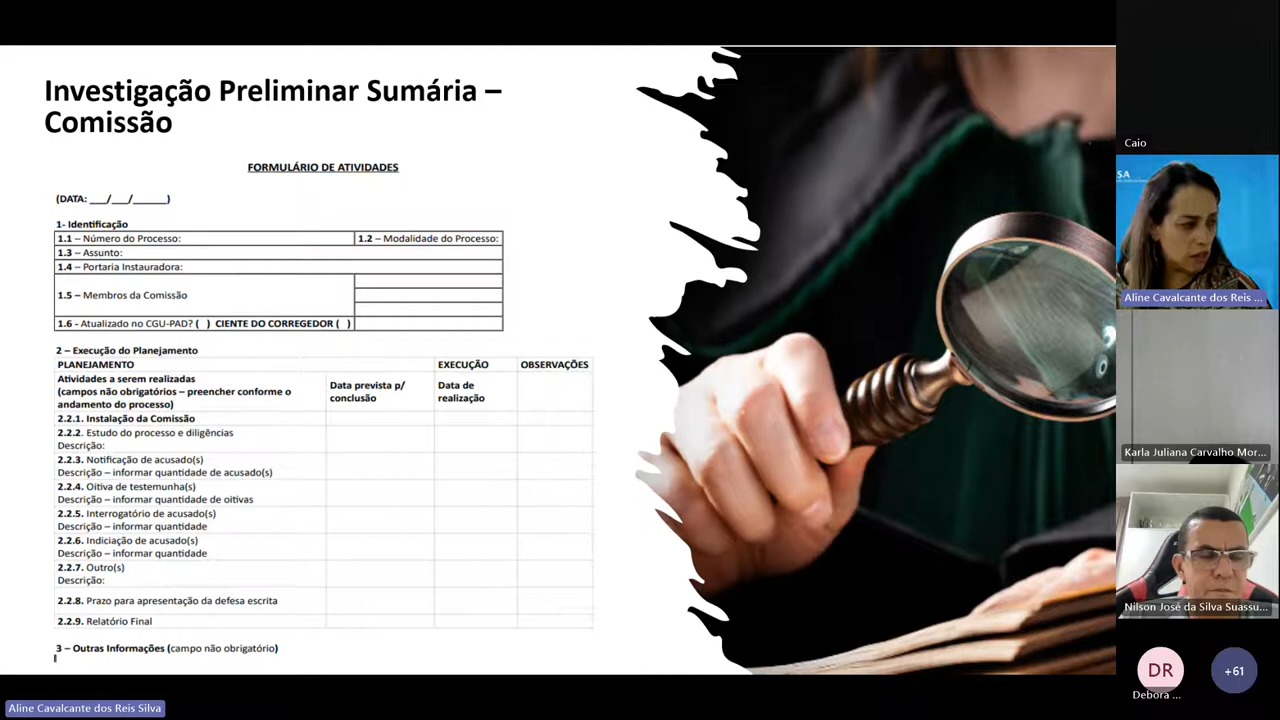 Investigação Preliminar Sumária –
Comissão
FORMULÁRIO DE ATIVIDADES
(DATA: ___/___/______)
1- Identificação
1.1 – Número do Processo: 1.2 – Modalidade do Processo:
1.3 – Assunto:
1.4 – Portaria Instauradora:
1.5 – Membros da Comissão
1.6 - Atualizado no CGU-PAD? ( ) CIENTE DO CORREGEDOR ( )
2 – Execução do Planejamento
PLANEJAMENTO EXECUÇÃO OBSERVAÇÕES
Atividades a serem realizadas
(campos não obrigatórios – preencher conforme o
andamento do processo)
Data prevista p/
conclusão
Data de
realização
2.2.1. Instalação da Comissão
2.2.2. Estudo do processo e diligências
Descrição:
2.2.3. Notificação de acusado(s)
Descrição – informar quantidade de acusado(s)
2.2.4. Oitiva de testemunha(s)
Descrição – informar quantidade de oitivas
2.2.5. Interrogatório de acusado(s)
Descrição – informar quantidade
2.2.6. Indiciação de acusado(s)
Descrição – informar quantidade
2.2.7. Outro(s)
Descrição:
2.2.8. Prazo para apresentação da defesa escrita
2.2.9. Relatório Final
3 – Outras Informações (campo não obrigatório)
Caio
SA
Aline Cavalcante dos Reis ...
Karla Juliana Carvalho Mor...
Nilson José da Silva Suassu...
DR
+61
Debora ...
Aline Cavalcante dos Reis Silva